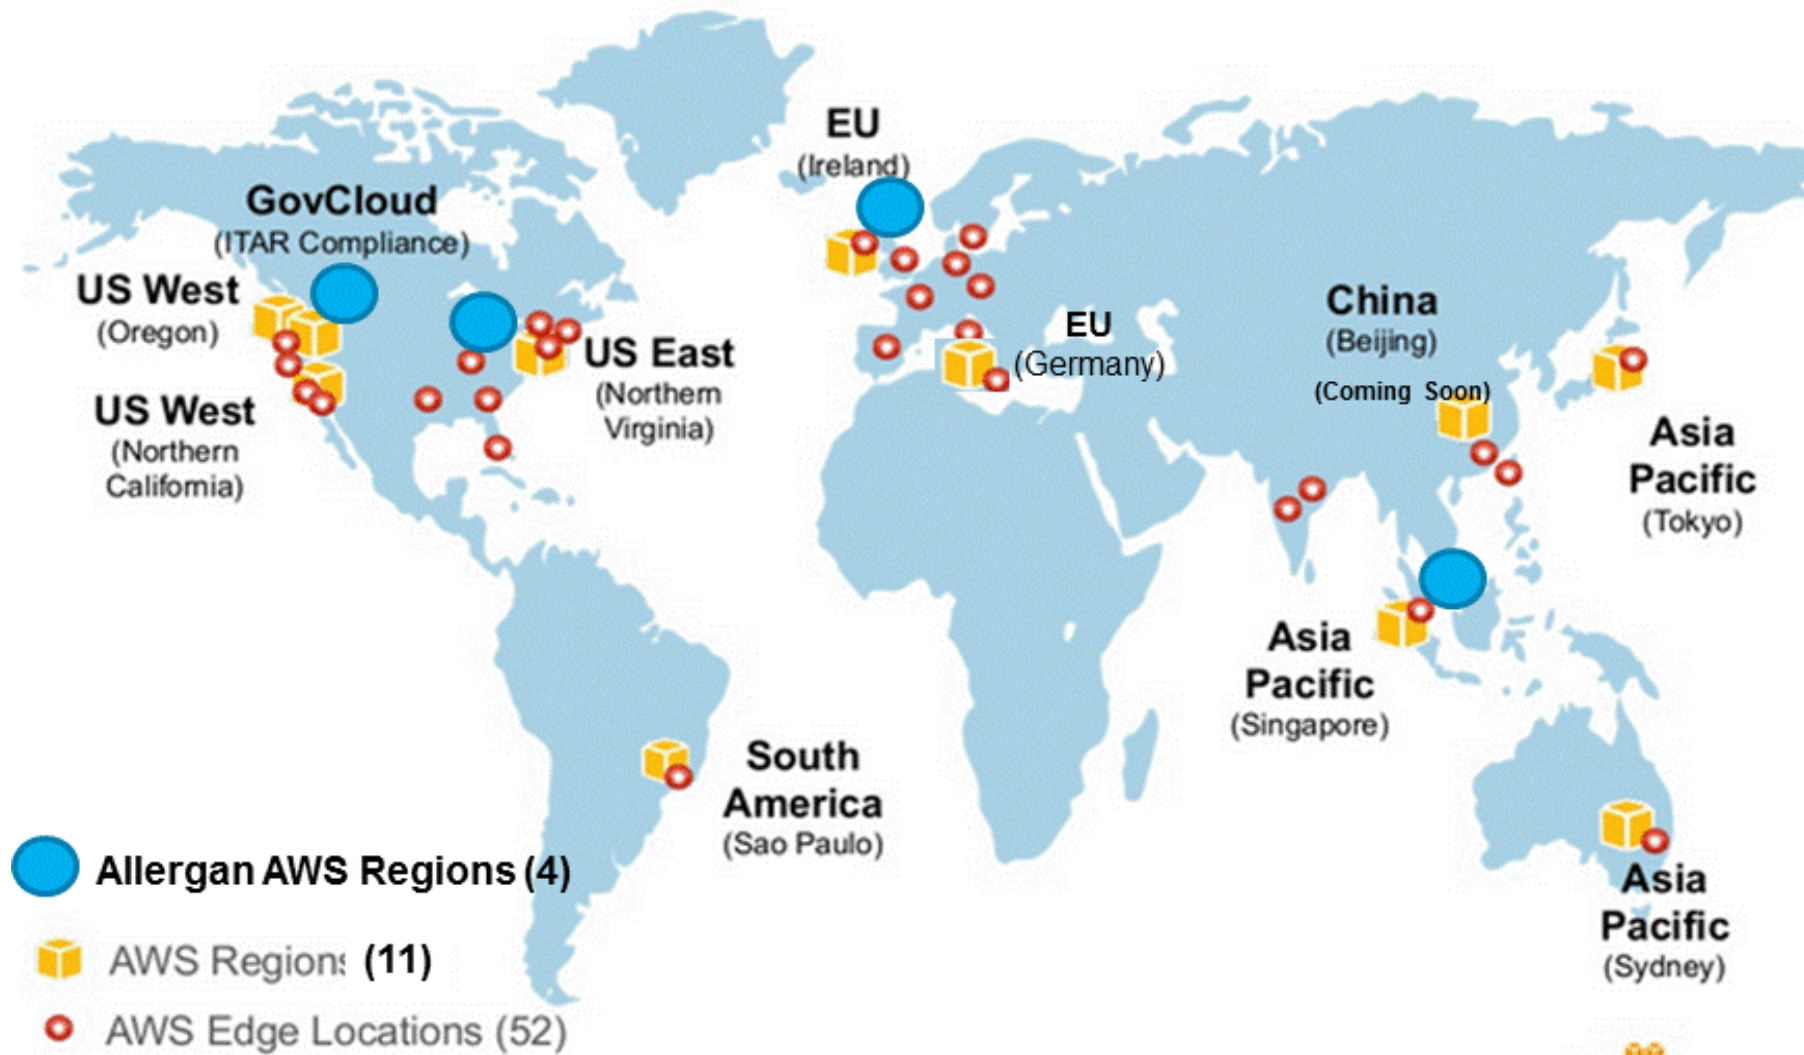 EU
(Ireland)
GovCloud
(ITAR Compliance)
US West
(Oregon)
US West
(Northern
California)
US East
(Northern
Virginia)
EU
(Germany)
China
(Beijing)
(Coming Soon)
Asia
Pacific
(Tokyo)
Asia
Pacific
(Singapore)
South
America
(Sao Paulo)
Asia
Pacific
(Sydney)
Allergan AWS Regions (4)
AWS Regions (11)
AWS Edge Locations (52)